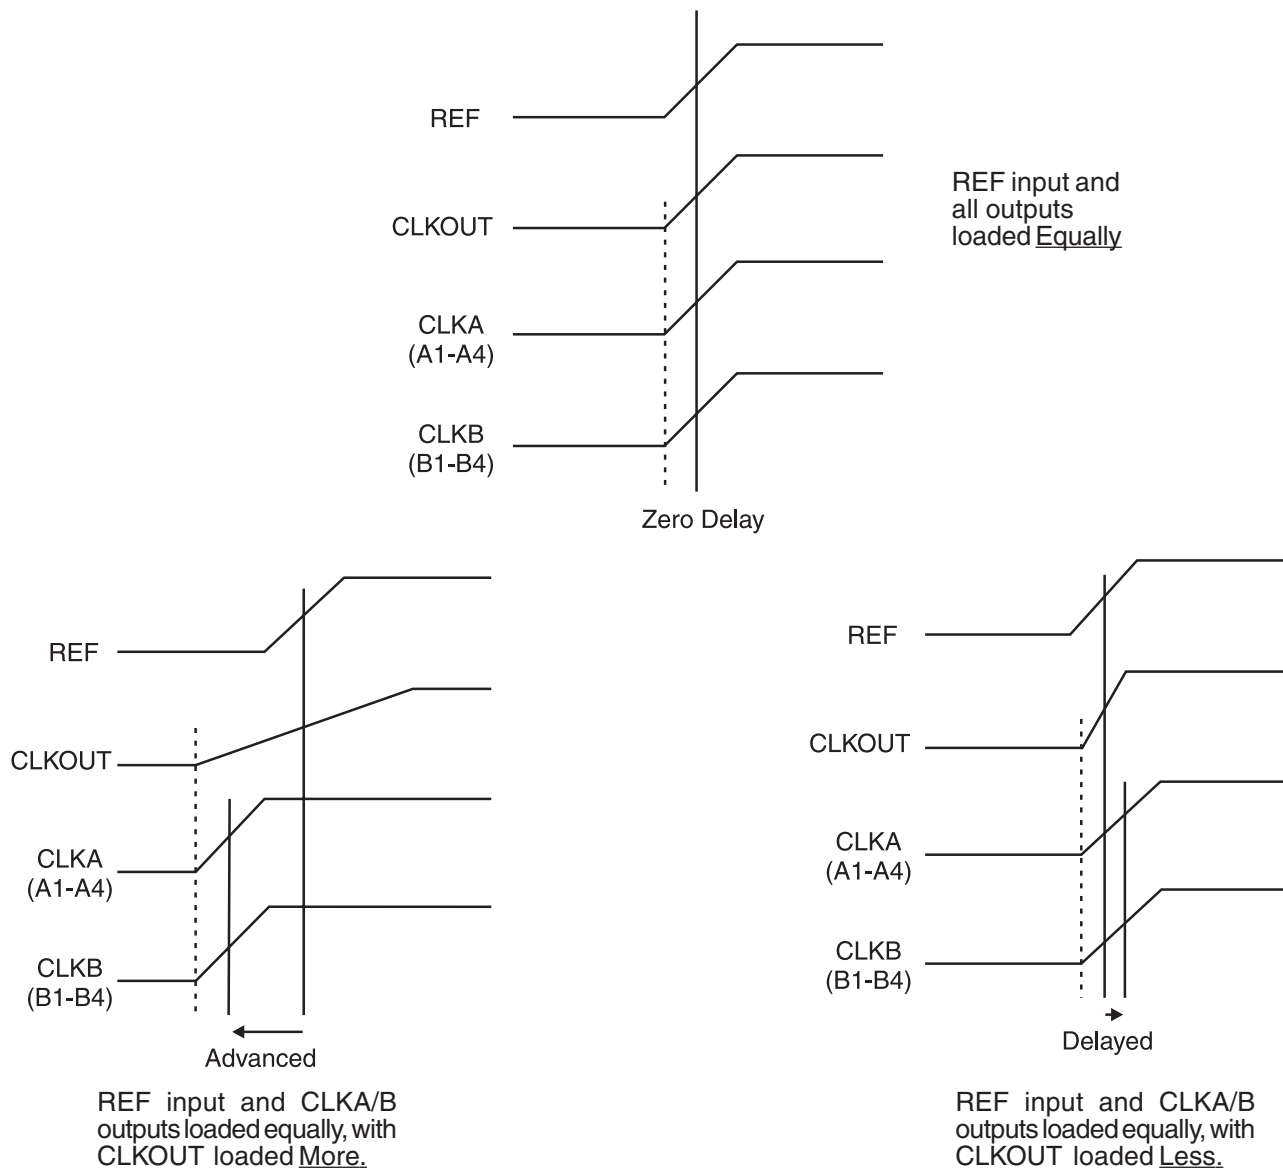 REF
CLKOUT
CLKA
(A1-A4)
CLKB
(B1-B4)
REF input and
all outputs
loaded Equally
Zero Delay
REF
CLKOUT
CLKA
(A1-A4)
CLKB
(B1-B4)
Advanced
REF input and CLKA/B
outputs loaded equally, with
CLKOUT loaded More.
REF
CLKOUT
CLKA
(A1-A4)
CLKB
(B1-B4)
Delayed
REF input and CLKA/B
outputs loaded equally, with
CLKOUT loaded Less.